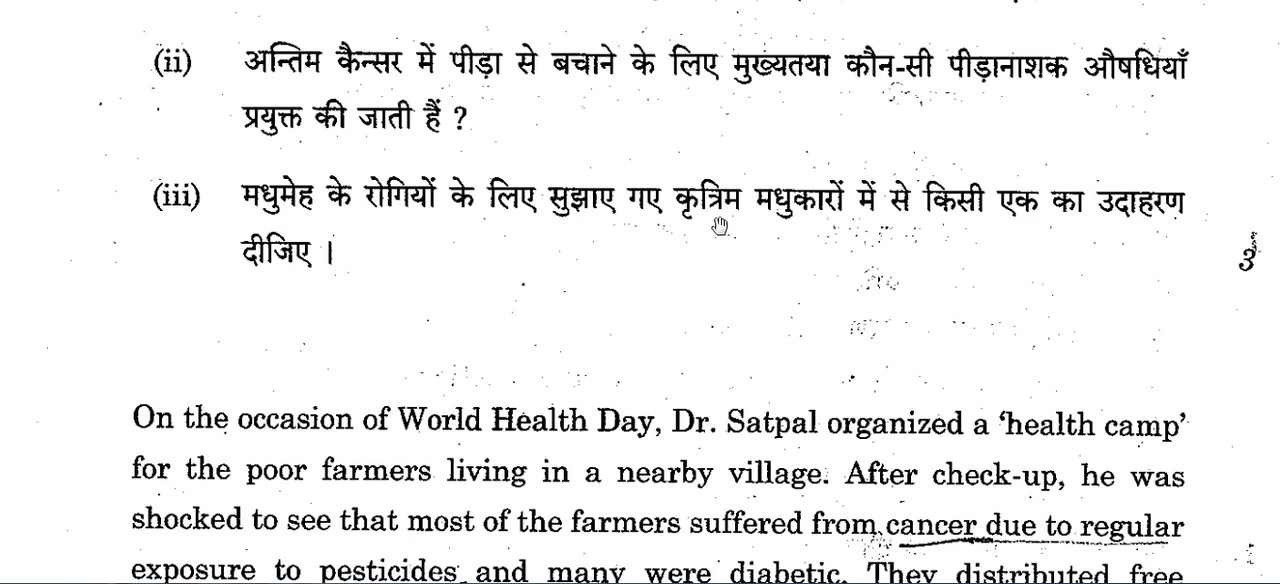 (ii) अन्तिम कैन्सर में पीड़ा से बचाने के लिए मुख्यतया कौन-सी पीड़ानाशक औषधियाँ
प्रयुक्त की जाती हैं ?
(iii) मधुमेह के रोगियों के लिए सुझाए गए कृत्रिम मधुकारों में से किसी एक का उदाहरण
दीजिए ।
3
On the occasion of World Health Day, Dr. Satpal organized a ‘health camp’
for the poor farmers living in a nearby village. After check-up, he was
shocked to see that most of the farmers suffered from cancer due to regular
exposure to pesticides and many were diabetic. They distributed free